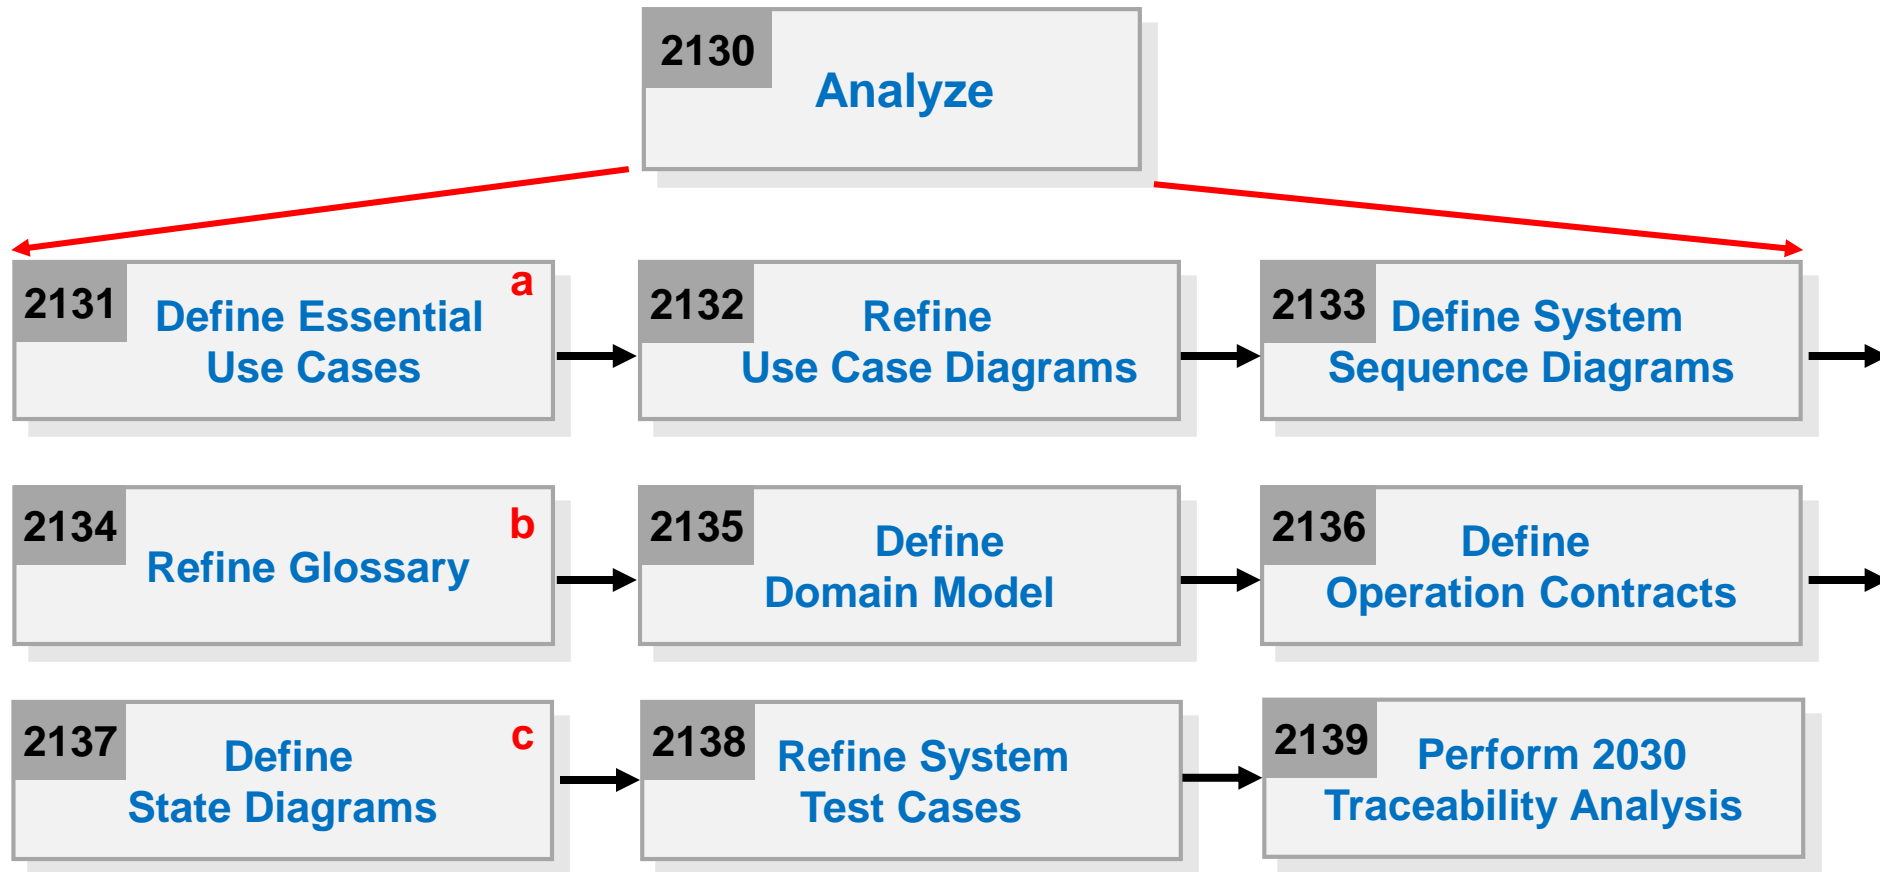 2130
Analyze
2131
a
Define Essential
Use Cases
2132
Refine
Use Case Diagrams
2133
Define System
Sequence Diagrams
2134
b
Refine Glossary
2135
Define
Domain Model
2136
Define
Operation Contracts
2137
c
Define
State Diagrams
2138
Refine System
Test Cases
2139
Perform 2030
Traceability Analysis